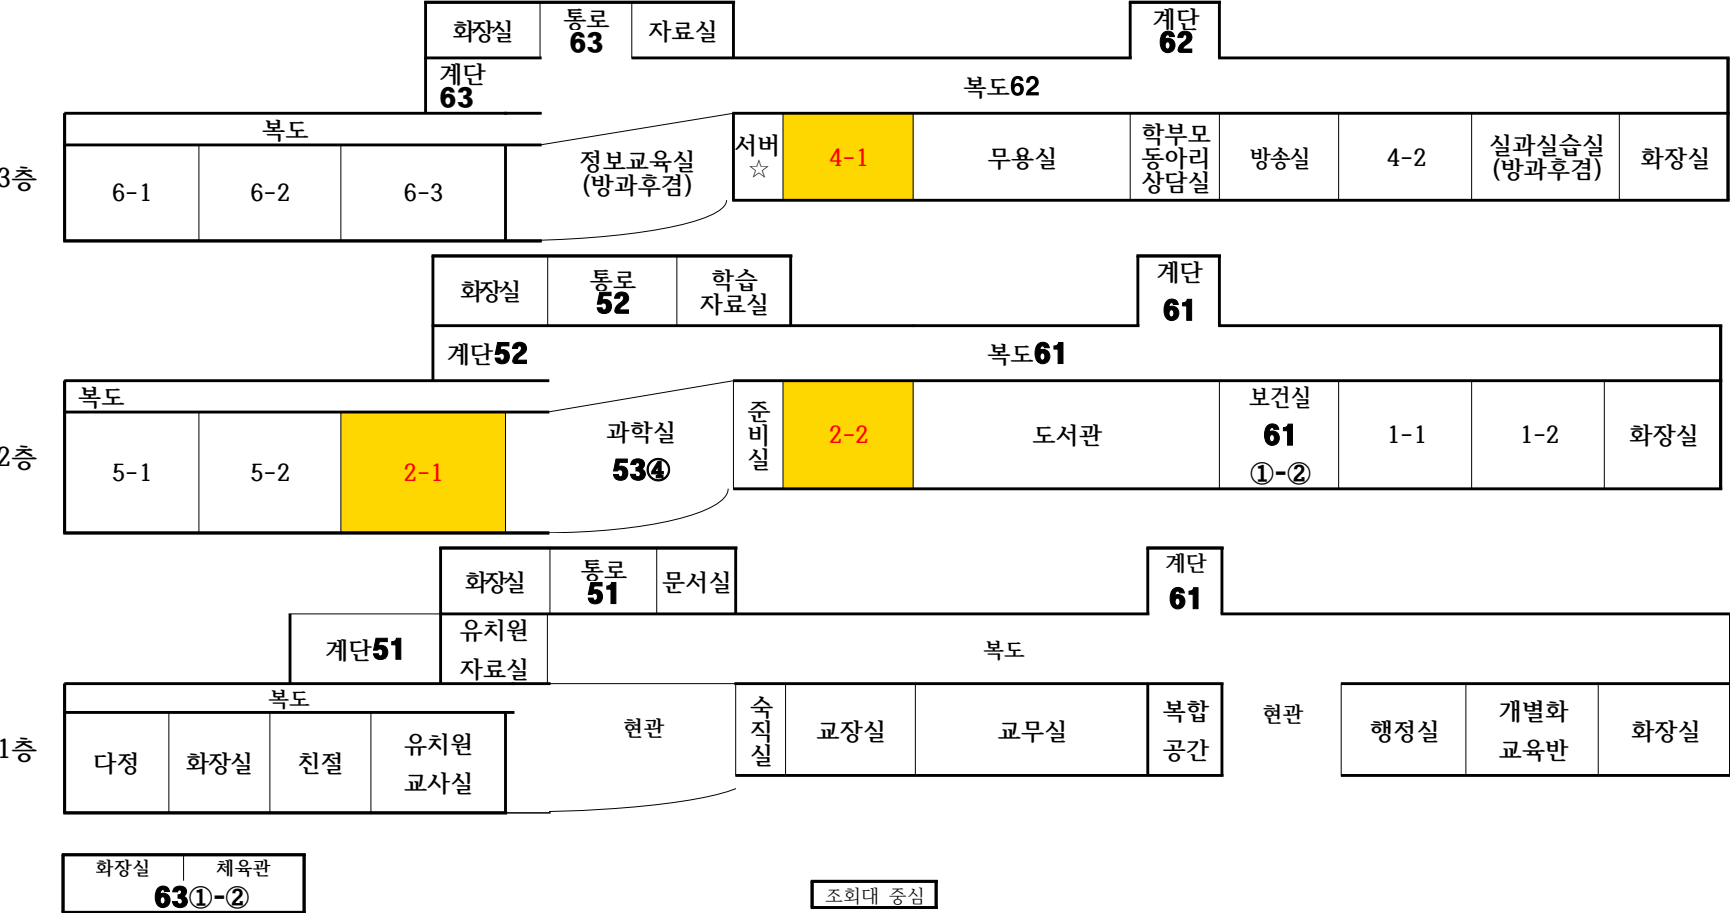 화장실 통로 자료실 계단
63 62
계단
63
복도62
복도
3층
6-1 6-2 6-3
정보교육실
(방과후겸)
서버
☆
4-1
무용실
학부모
동아리
상담실
방송실
4-2
실과실습실
(방과후겸)
화장실
화장실
통로
52
학습
자료실
계단
61
계단52
복도61
복도
2층
5-1 5-2 2-1
과학실
53④
준
비
실
2-2
도서관
보건실
61
①-②
1-1
1-2
화장실
화장실
통로
51
문서실
계단
61
계단51
유치원
자료실
복도
복도
1층
다정
화장실
친절
유치원
교사실
현관
숙
직
실
교장실
교무실
복합
공간
현관
행정실
개별화
교육반
화장실
화장실 체육관
63①-②
조회대 중심